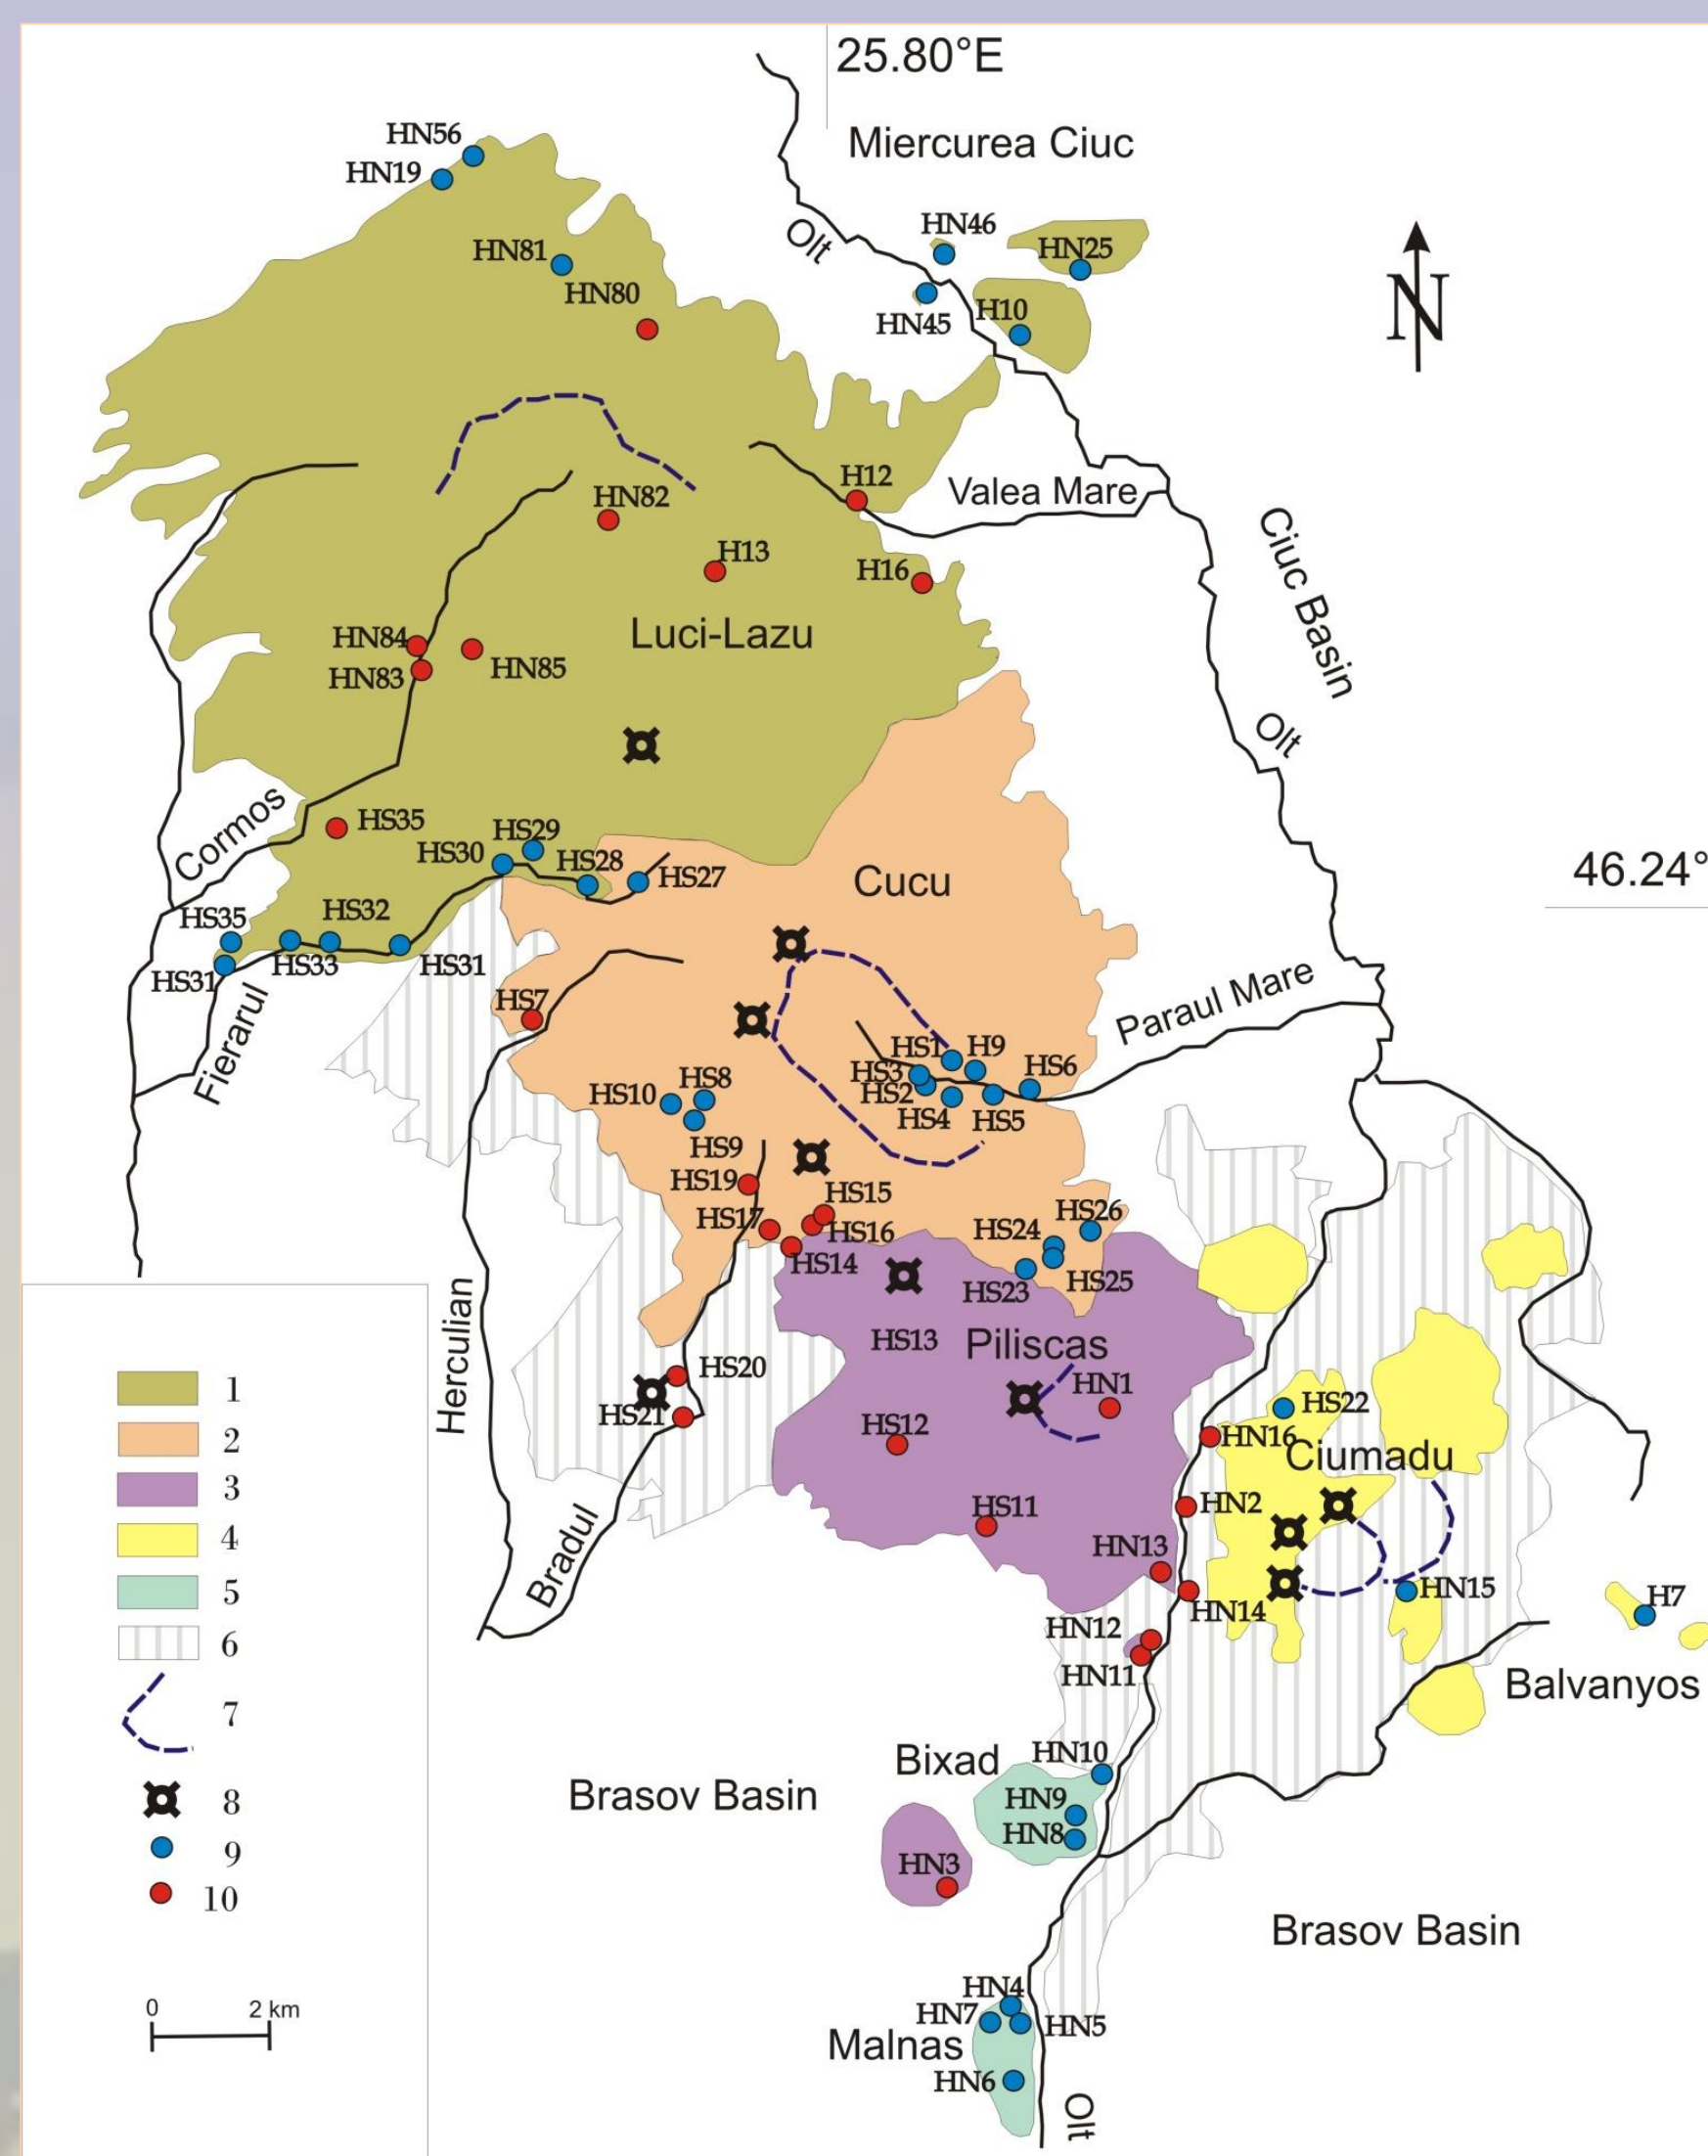 25.80°E
Miercurea Ciuc
HN56
HN19
Olt
HN46
HN25
HN81
HN80
HN45
H10
N
H12
HN82
Valea Mare
H13
H16
Ciuc Basin
HN84
Luci-Lazu
HN83
HN85
Olt
Cormos
HS35
HS29
HS30
HS28
HS27
Cucu
46.24°
HS35
HS32
HS31
HS33
HS31
HS7
Fierarul
Paraul Mare
HS1
H9
HS3
HS6
HS2
HS10
HS8
HS4
HS5
HS9
HS19
HS15
HS17
HS16
HS26
HS24
HS14
HS25
HS23
Herculian
HS13
Piliscas
HS20
HN1
HS21
HS12
HS22
HN16
Ciumadu
HS11
HN2
Bradul
HN13
HN15
HN14
H7
HN12
HN11
Balvanyos
Bixad
HN10
Brasov Basin
HN9
HN8
HN3
Brasov Basin
HN4
HN7
HN5
Malnas
HN6
Olt
1
2
3
4
5
6
7
8
9
10
0 2 km